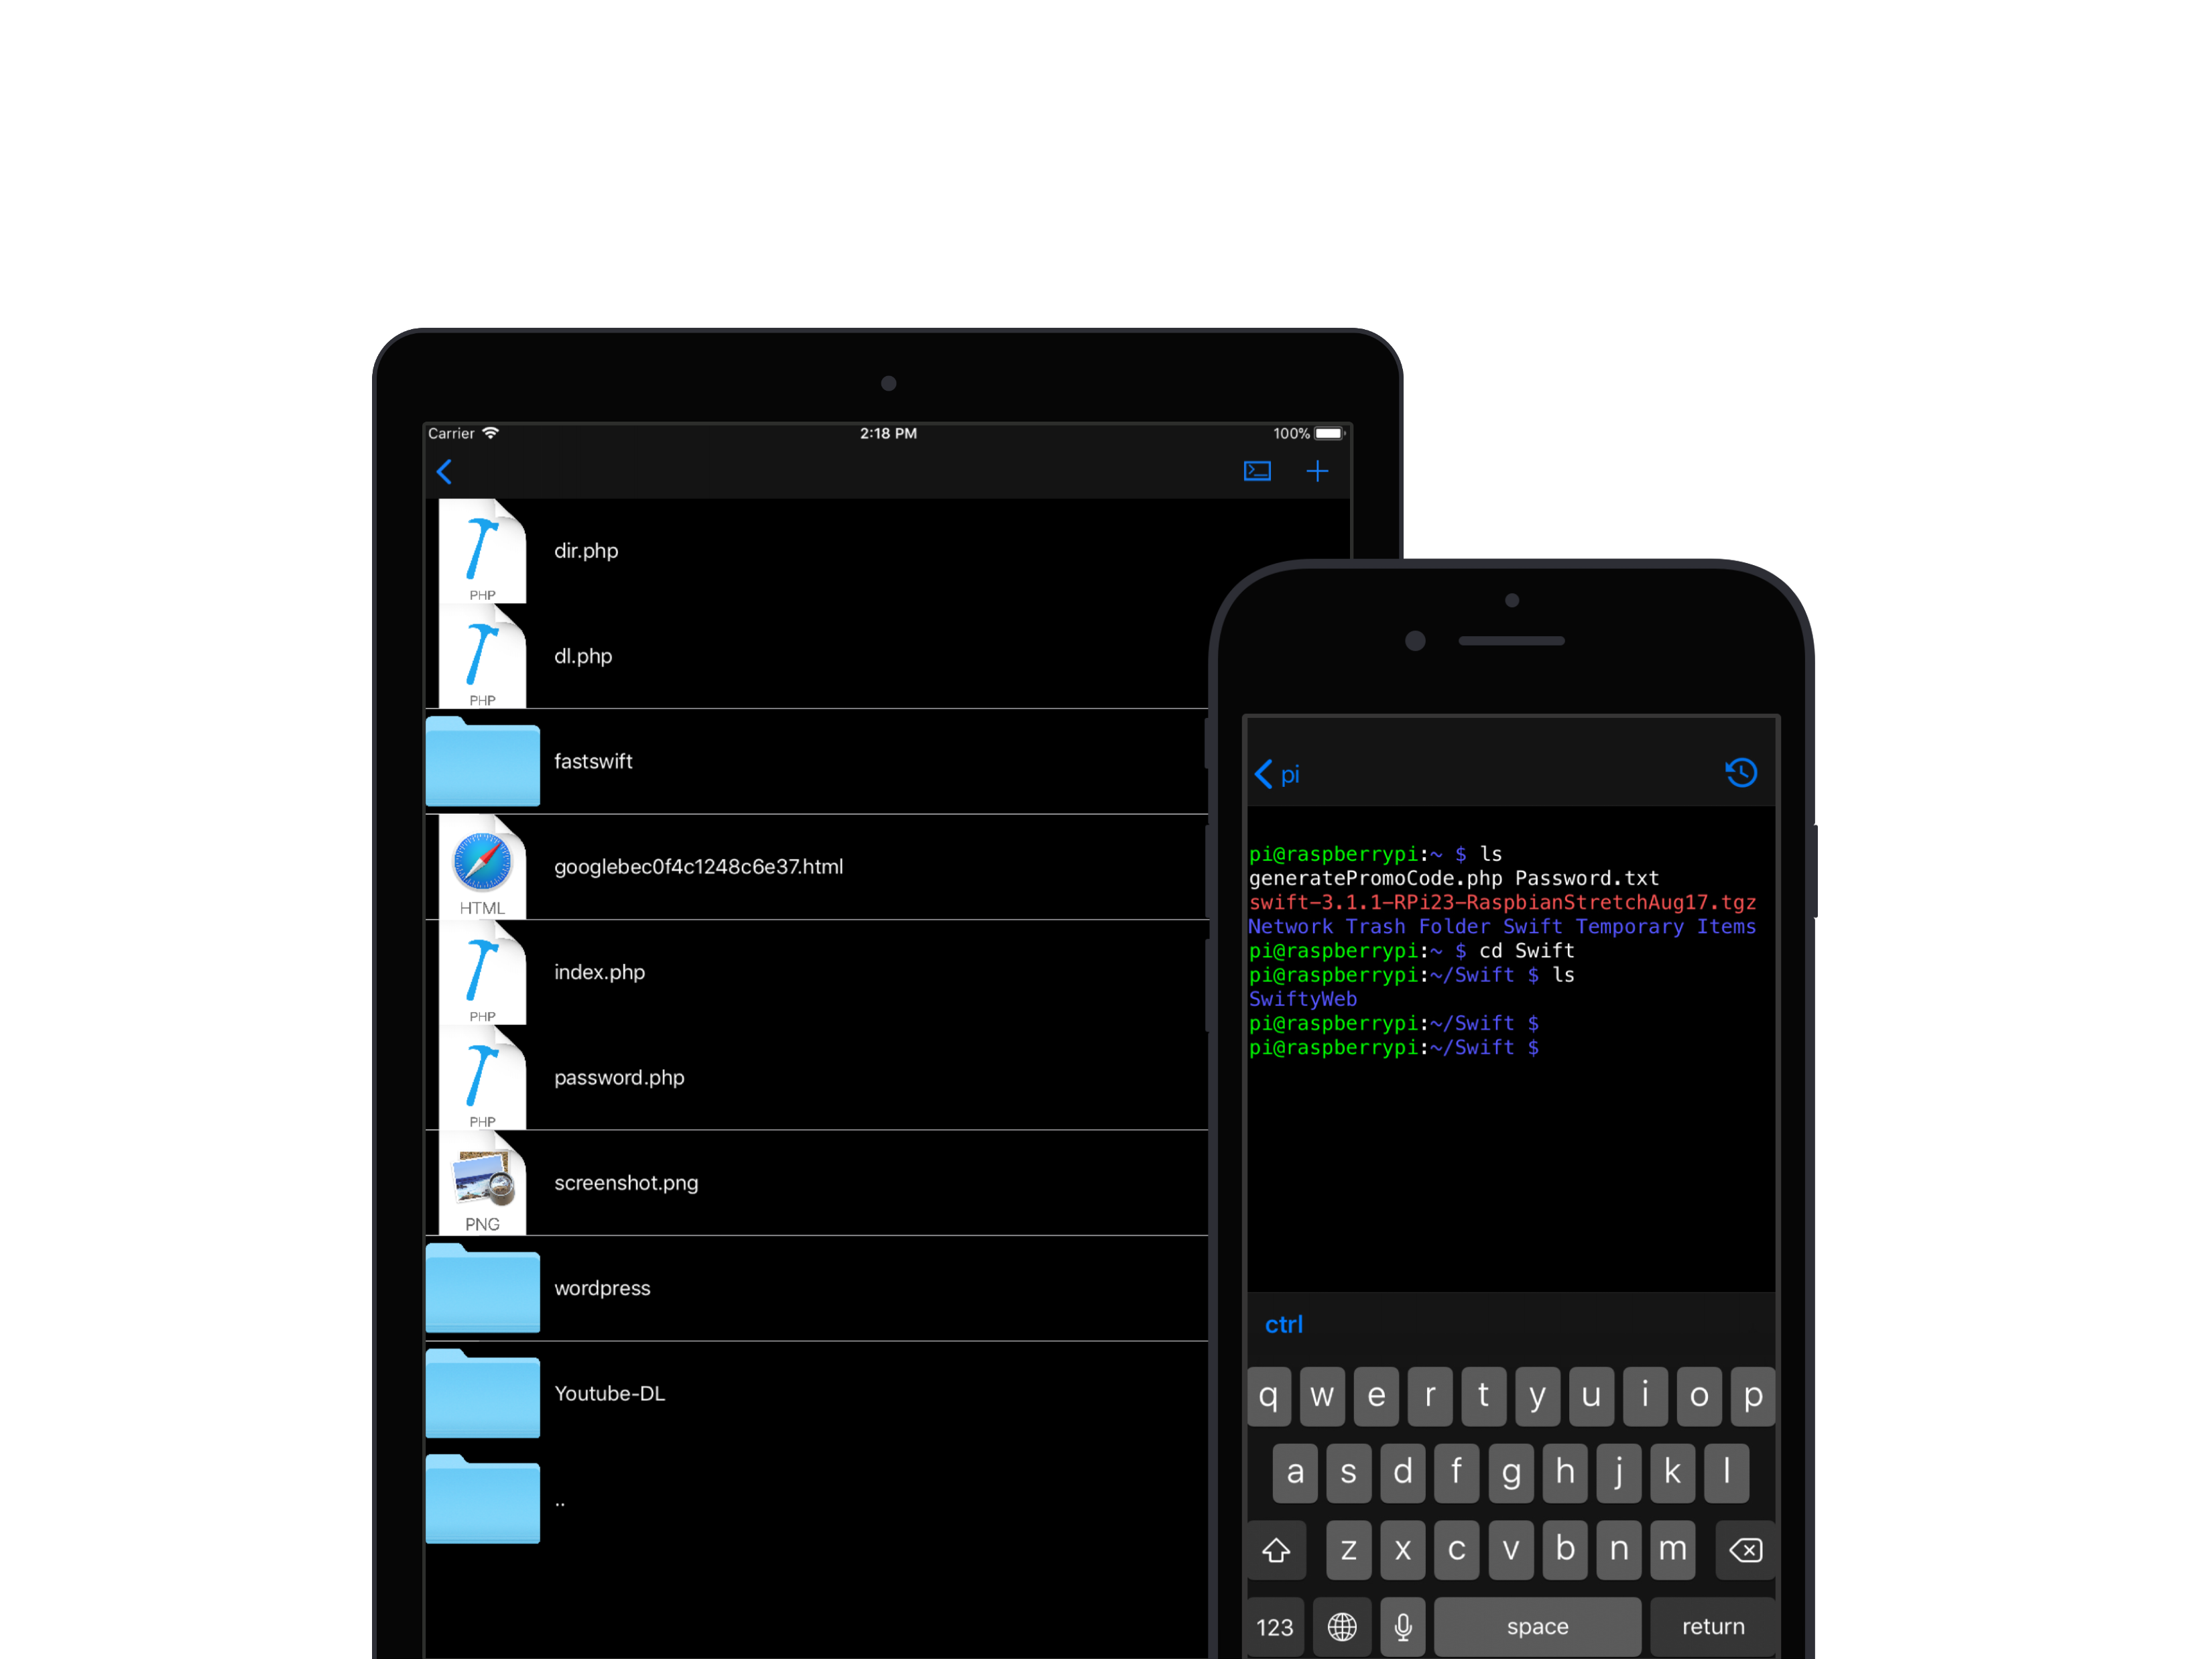 Carrier 2:18 PM 100%
dir.php
PHP
dl.php
PHP
fastswift
googlebec0f4c1248c6e37.html
HTML
index.php
PHP
password.php
PHP
screenshot.png
PNG
wordpress
Youtube-DL
..
pi
pi@raspberrypi:~ $ ls
generatePromoCode.php Password.txt
swift-3.1.1-RPi23-RaspbianStretchAug17.tgz
Network Trash Folder Swift Temporary Items
pi@raspberrypi:~ $ cd Swift
pi@raspberrypi:~/Swift $ ls
SwiftyWeb
pi@raspberrypi:~/Swift $
pi@raspberrypi:~/Swift $
ctrl
q w e r t y u i o p
a s d f g h j k l
z x c v b n m
123 space return